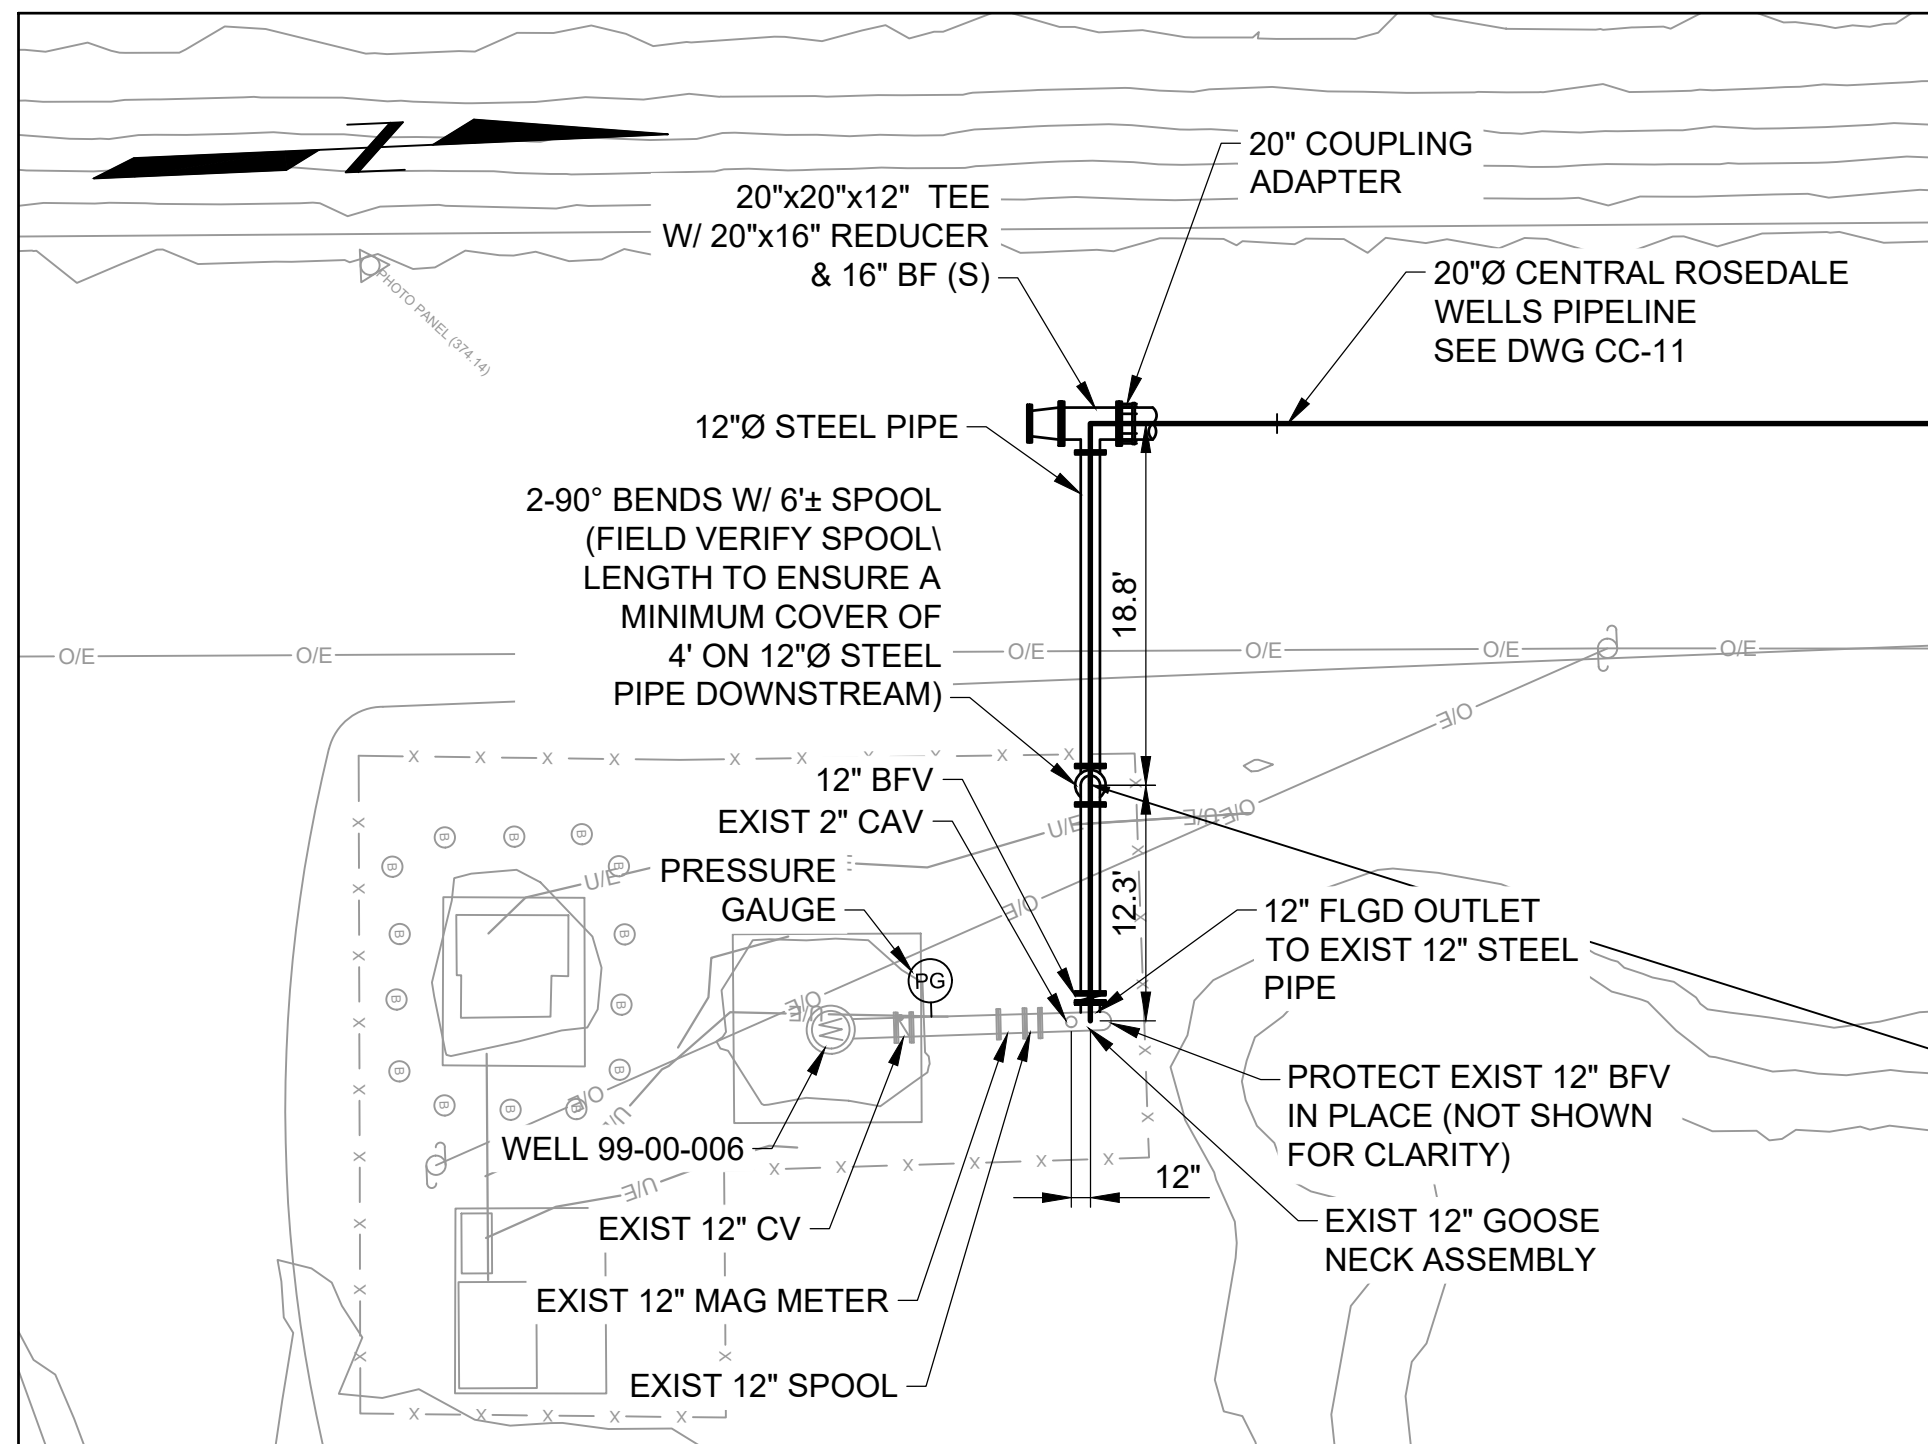 20" COUPLING
ADAPTER
20"x20"x12" TEE
W/ 20"x16" REDUCER
& 16" BF (S)
20"Ø CENTRAL ROSEDALE
WELLS PIPELINE
SEE DWG CC-11
PHOTO PANEL (374.14)
12"Ø STEEL PIPE
2-90° BENDS W/ 6'± SPOOL
(FIELD VERIFY SPOOL\
LENGTH TO ENSURE A
MINIMUM COVER OF
4' ON 12"Ø STEEL
PIPE DOWNSTREAM)
18.8'
O/E
O/E
O/E
O/E
O/E
O/E
O/E
12" BFV
EXIST 2" CAV
PRESSURE
GAUGE
U/E
O/E
U/E
U/E
O/E
12.3'
12" FLGD OUTLET
TO EXIST 12" STEEL
PIPE
PG
O/E
U/E
W
B
B
B
B
B
B
B
B
B
B
B
B
B
B
O/E
U/E
WELL 99-00-006
PROTECT EXIST 12" BFV
IN PLACE (NOT SHOWN
FOR CLARITY)
12"
U/E
EXIST 12" CV
EXIST 12" GOOSE
NECK ASSEMBLY
EXIST 12" MAG METER
EXIST 12" SPOOL